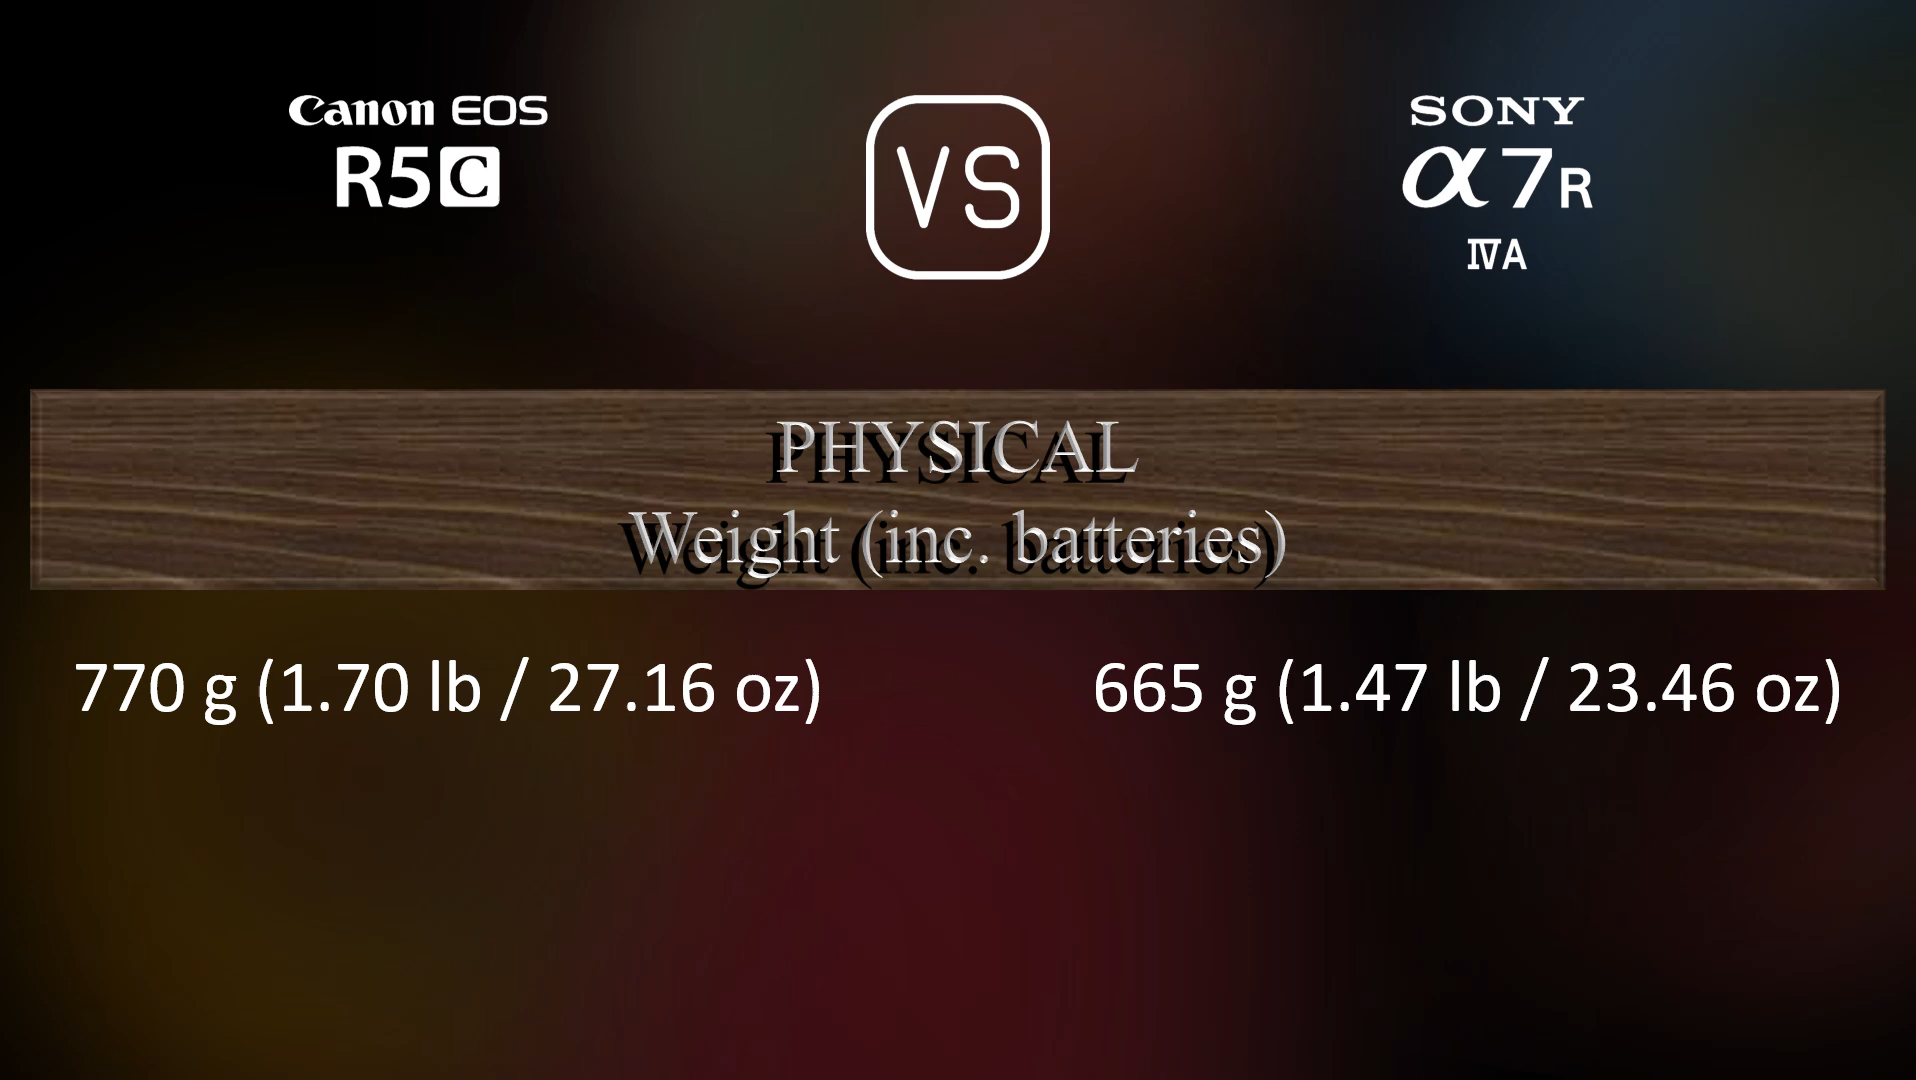 Canon EOS
R5 C
VS
SONY
α7R
IVA
PHYSICAL
Weight (inc. batteries)
770 g (1.70 lb / 27.16 oz)
665 g (1.47 lb / 23.46 oz)